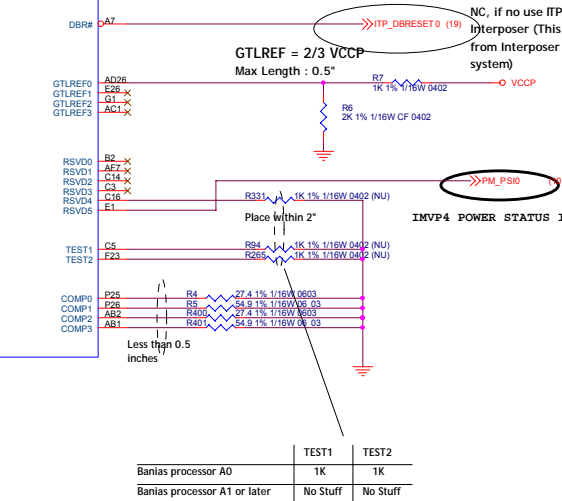 NC, if no use ITP
DBR# A7 ITP_DBRESET0 (19)
Interposer (This
from Interposer
system)
GTLREF = 2/3 VCCP
Max Length : 0.5"
GTLREF0 AD26 R7 VCCP
GTLREF1 E26 1K 1% 1/16W 0402
GTLREF2 G1
GTLREF3 AC1
R6
2K 1% 1/16W CF 0402
RSVD0 B2
RSVD1 AF7
RSVD2 C14 PM_PSI0
RSVD3 C3
RSVD4 C16 R331 1K 1% 1/16W 0402 (NU)
RSVD5 E1
Place within 2"
IMVP4 POWER STATUS I
TEST1 C5 R94 1K 1% 1/16W 0402 (NU)
TEST2 F23 R265 1K 1% 1/16W 0402 (NU)
COMP0 P25 R4 27.4 1% 1/16W 0603
COMP1 P26 R5 54.9 1% 1/16W 06 03
COMP2 AB2 R400 27.4 1% 1/16W 0603
COMP3 AB1 R401 54.9 1% 1/16W 06 03
Less than 0.5
inches
TEST1 TEST2
Banias processor A0 1K 1K
Banias processor A1 or later No Stuff No Stuff